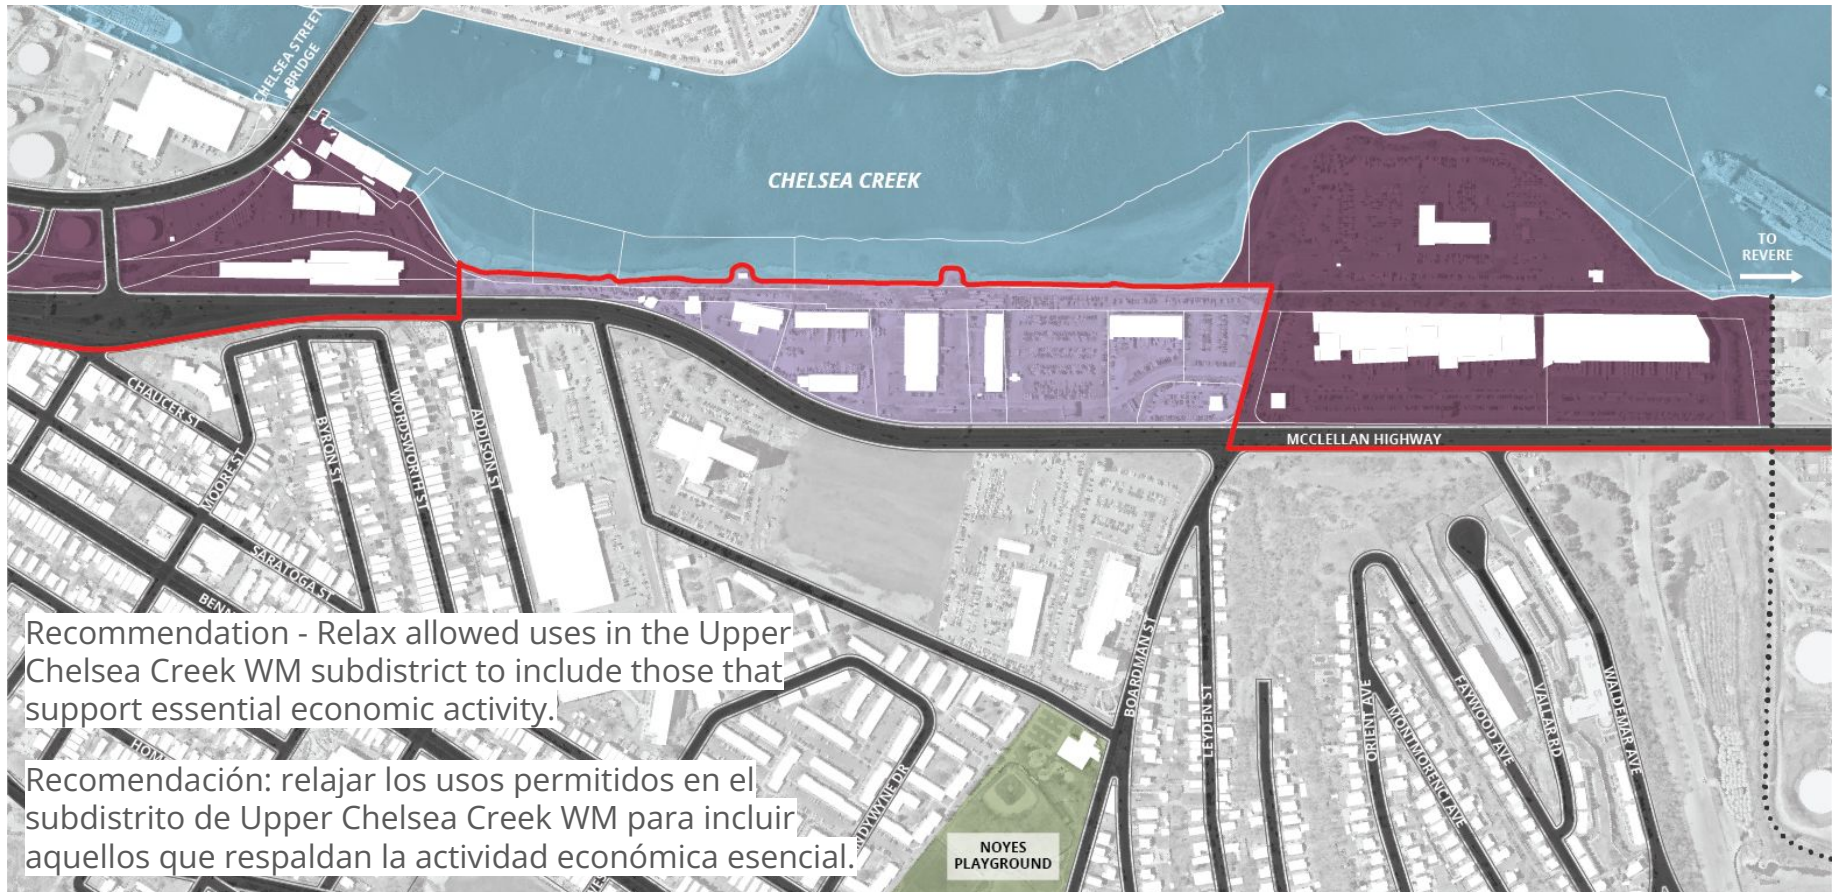 CHELSEA STREET
BRIDGE
CHELSEA CREEK
TO
REVERE
MCCLELLAN HIGHWAY
CHAUCER ST
MOORE ST
BYRON ST
WORDSWORTH ST
ADDISON ST
SARATOGA ST
BOARDMAN ST
LEYDEN ST
ORIENT AVE
MONTMORENCI AVE
FAYWOOD AVE
VALLAR RD
WALDEMAR AVE
NOYES
PLAYGROUND
Recommendation - Relax allowed uses in the Upper
Chelsea Creek WM subdistrict to include those that
support essential economic activity.
Recomendación: relajar los usos permitidos en el
subdistrito de Upper Chelsea Creek WM para incluir
aquellos que respaldan la actividad económica esencial.